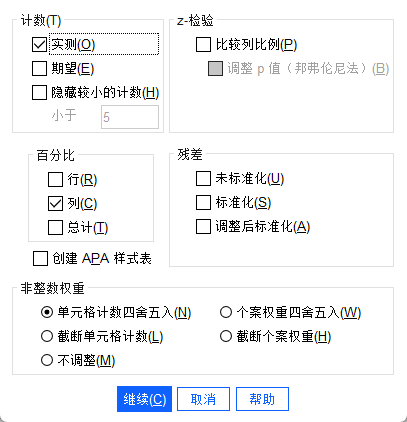 计数(T)
实测(O)
期望(E)
隐藏较小的计数(H)
小于 5
z-检验
比较列比例(P)
调整 p 值（邦弗伦尼法）(B)
百分比
行(R)
列(C)
总计(T)
创建 APA 样式表
残差
未标准化(U)
标准化(S)
调整后标准化(A)
非整数权重
单元格计数四舍五入(N) 个案权重四舍五入(W)
截断单元格计数(L) 截断个案权重(H)
不调整(M)
继续(C) 取消 帮助